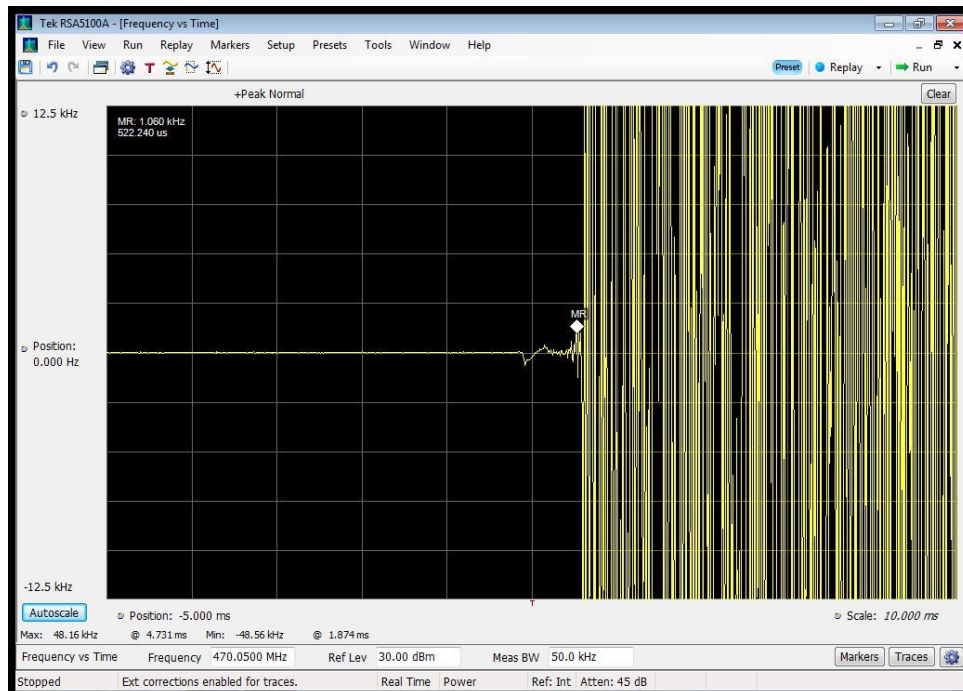 Tek RSA5100A - [Frequency vs Time]
File View Run Replay Markers Setup Presets Tools Window Help
T Preset Replay Run
+Peak Normal Clear
12.5 kHz
MR: 1.060 kHz
522.240 us
MR
Position:
0.000 Hz
-12.5 kHz
T
Autoscale Position: -5.000 ms Scale: 10.000 ms
Max: 48.16 kHz @ 4.731 ms Min: -48.56 kHz @ 1.874 ms
Frequency vs Time Frequency 470.0500 MHz Ref Lev 30.00 dBm Meas BW 50.0 kHz Markers Traces
Stopped Ext corrections enabled for traces. Real Time Power Ref: Int Atten: 45 dB